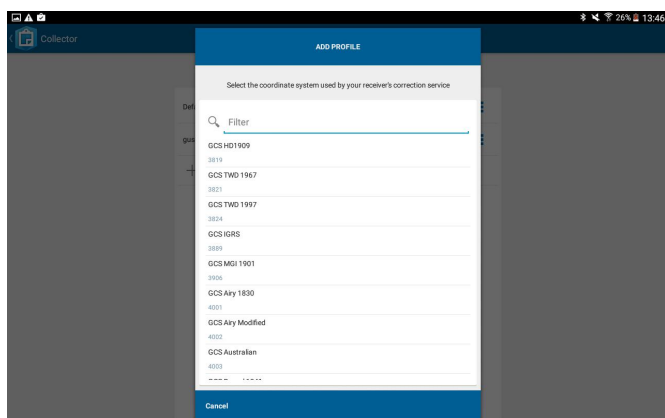 26% 13:46
Collector
ADD PROFILE
Select the coordinate system used by your receiver's correction service
Defa
gus
Filter
GCS HD1909
3819
GCS TWD 1967
3821
GCS TWD 1997
3824
GCS IGRS
3889
GCS MGI 1901
3906
GCS Airy 1830
4001
GCS Airy Modified
4002
GCS Australian
4003
Cancel